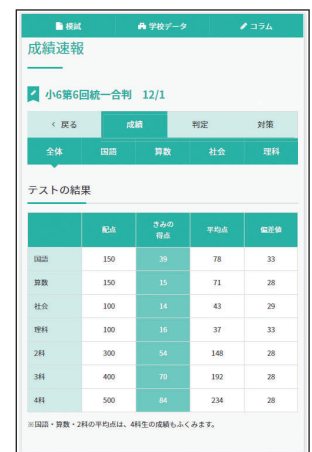 模試 学校データ コラム
成績速報
小6第6回統一合判 12/1
< 戻る 成績 判定 対策
全体 国語 算数 社会 理科
テストの結果
配点 きみの得点 平均点 偏差値
国語 150 39 78 33
算数 150 15 71 28
社会 100 14 43 29
理科 100 16 37 33
2科 300 54 148 28
3科 400 70 192 28
4科 500 84 234 28
※国語・算数・2科の平均点は、4科生の成績もふくみます。